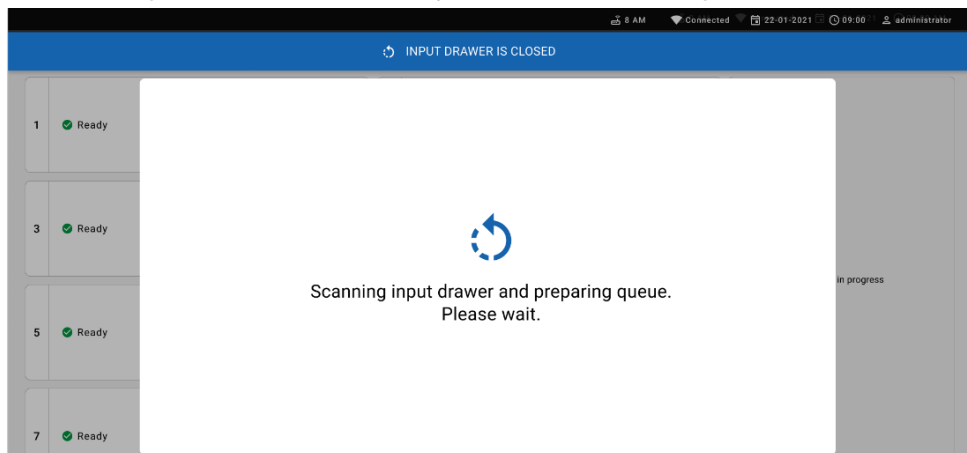 8 AM Connected 22-01-2021 09:00 administrator
INPUT DRAWER IS CLOSED
1 Ready
3 Ready
Scanning input drawer and preparing queue.
Please wait.
in progress
5 Ready
7 Ready